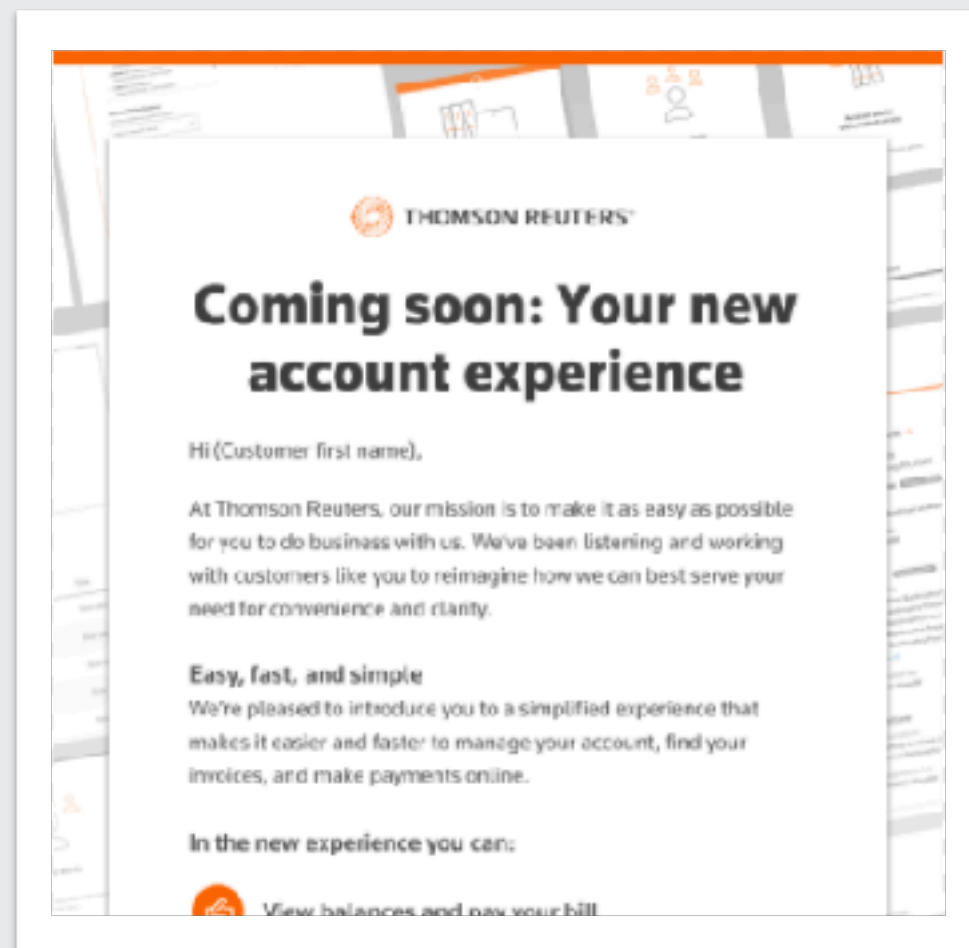 THOMSON REUTERS
Coming soon: Your new
account experience
Hi (Customer first name),
At Thomson Reuters, our mission is to make it as easy as possible
for you to do business with us. We've been listening and working
with customers like you to reimagine how we can best serve your
need for convenience and clarity.
Easy, fast, and simple
We're pleased to introduce you to a simplified experience that
makes it easier and faster to manage your account, find your
invoices, and make payments online.
In the new experience you can:
View balances and pay your bill